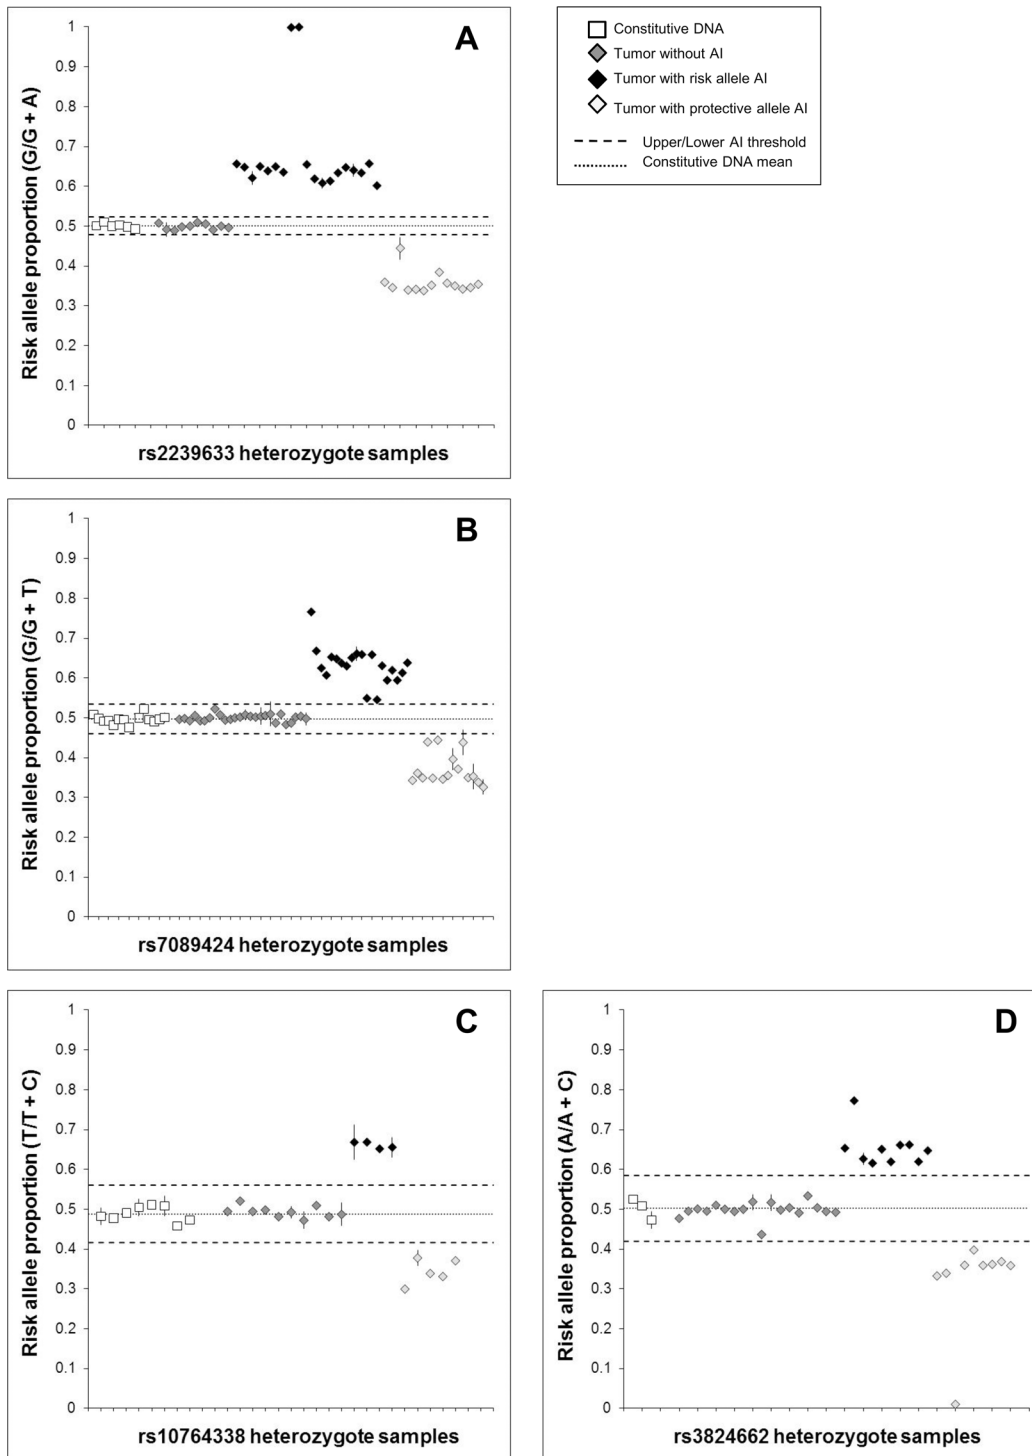 A
1
0.9
0.8
0.7
0.6
0.5
0.4
0.3
0.2
0.1
0
Risk allele proportion (G/G + A)
rs2239633 heterozygote samples
Constitutive DNA
Tumor without AI
Tumor with risk allele AI
Tumor with protective allele AI
Upper/Lower AI threshold
Constitutive DNA mean
B
1
0.9
0.8
0.7
0.6
0.5
0.4
0.3
0.2
0.1
0
Risk allele proportion (G/G + T)
rs7089424 heterozygote samples
C
1
0.9
0.8
0.7
0.6
0.5
0.4
0.3
0.2
0.1
0
Risk allele proportion (T/T + C)
rs10764338 heterozygote samples
D
1
0.9
0.8
0.7
0.6
0.5
0.4
0.3
0.2
0.1
0
Risk allele proportion (A/A + C)
rs3824662 heterozygote samples